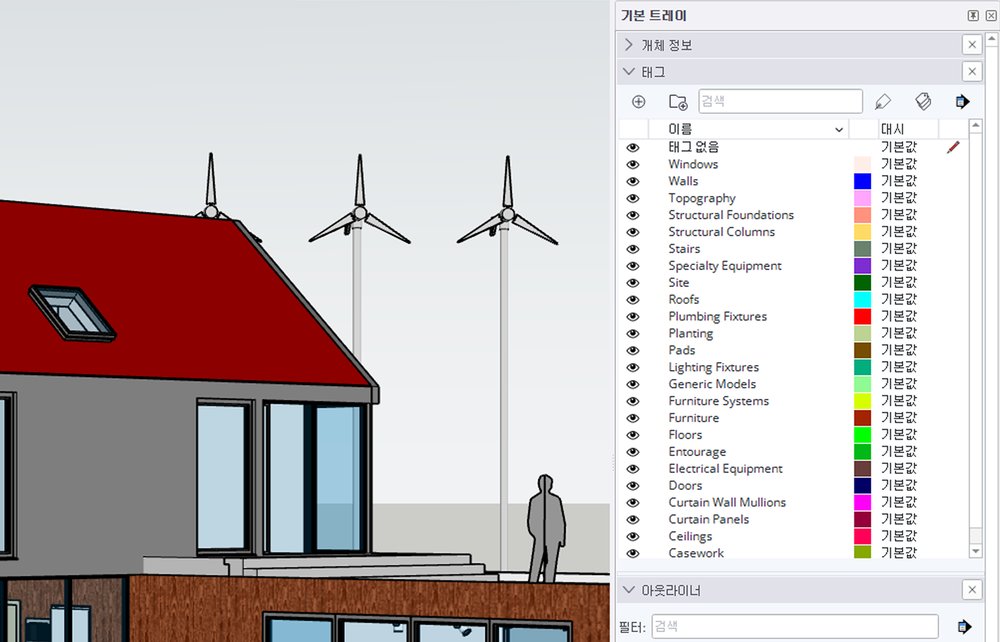 기본 트레이
개체 정보
태그
검색
이름 대시
태그 없음 기본값
Windows 기본값
Walls 기본값
Topography 기본값
Structural Foundations 기본값
Structural Columns 기본값
Stairs 기본값
Specialty Equipment 기본값
Site 기본값
Roofs 기본값
Plumbing Fixtures 기본값
Planting 기본값
Pads 기본값
Lighting Fixtures 기본값
Generic Models 기본값
Furniture Systems 기본값
Furniture 기본값
Floors 기본값
Entourage 기본값
Electrical Equipment 기본값
Doors 기본값
Curtain Wall Mullions 기본값
Curtain Panels 기본값
Ceilings 기본값
Casework 기본값
아웃라이너
필터: 검색